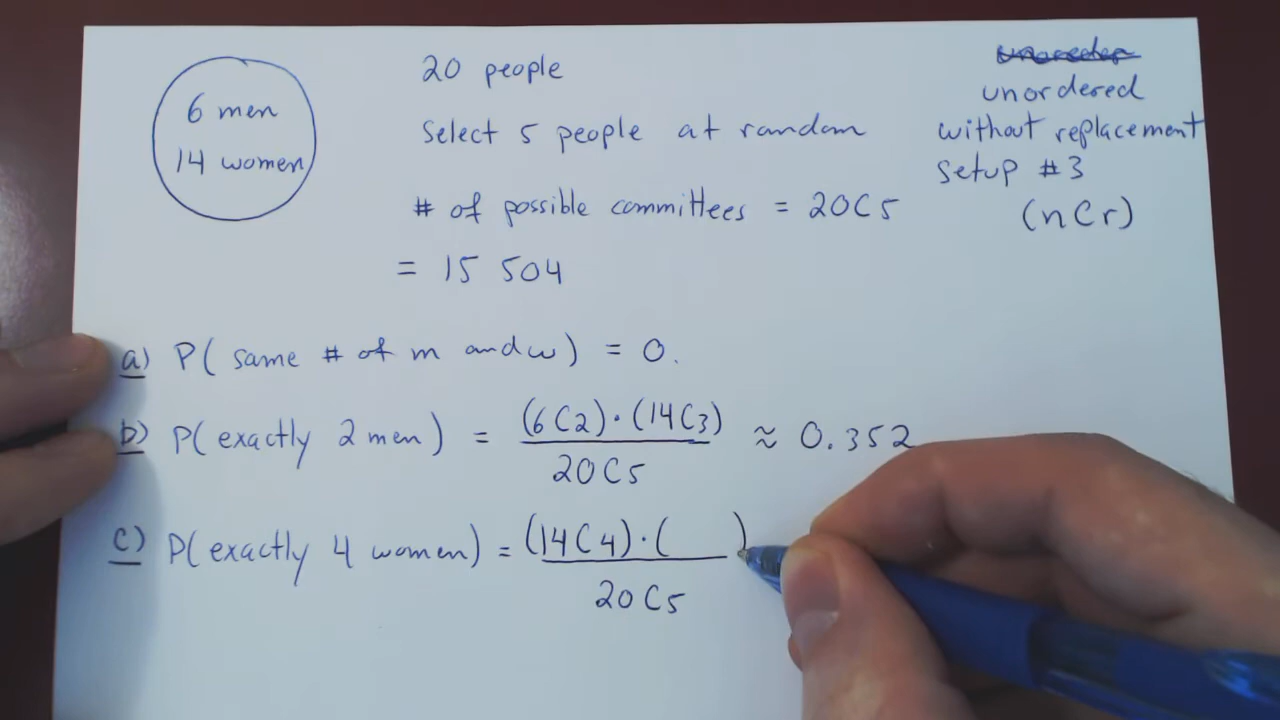 6 men
14 women
20 people
Select 5 people at random
# of possible committees = 20C5
= 15 504
unordered
without replacement
setup #3
(nCr)
a) P( same # of m and w) = 0.
b) P( exactly 2 men) = (6C2)·(14C3) / 20C5 ≈ 0.352
c) P( exactly 4 women) = (14C4)·(   ) / 20C5